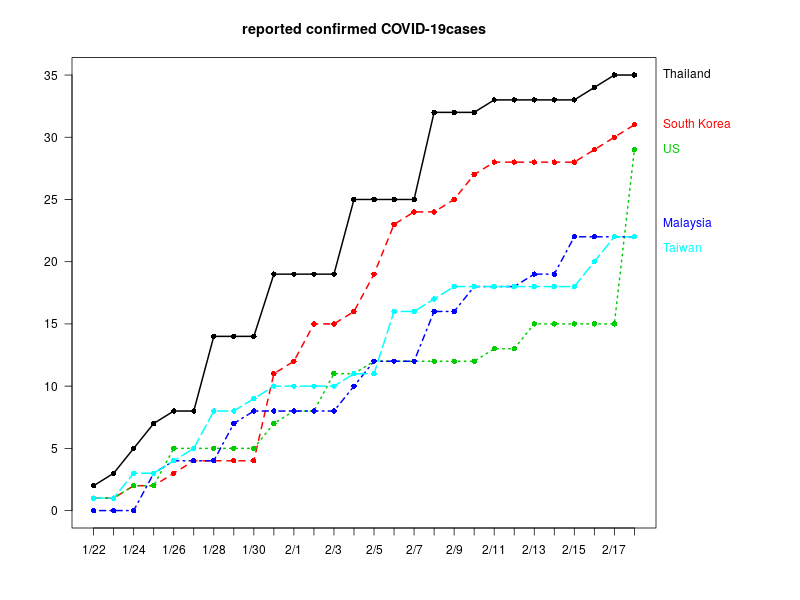 reported confirmed COVID-19cases
35
30
25
20
15
10
5
0
Thailand
South Korea
US
Malaysia
Taiwan
1/22 1/24 1/26 1/28 1/30 2/1 2/3 2/5 2/7 2/9 2/11 2/13 2/15 2/17